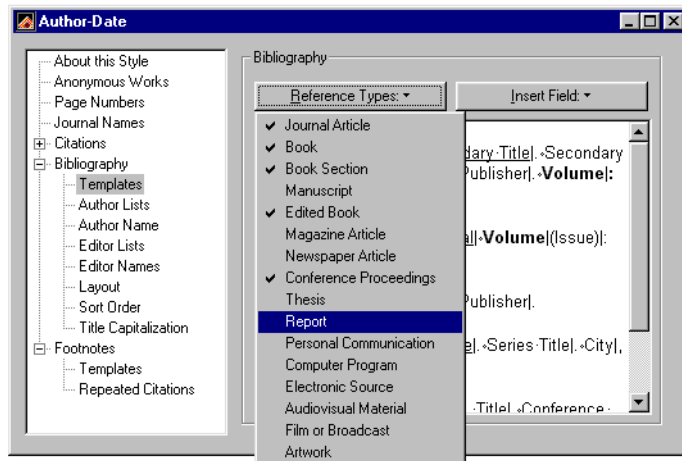 Author-Date
About this Style
Anonymous Works
Page Numbers
Journal Names
Citations
Bibliography
Templates
Author Lists
Author Name
Editor Lists
Editor Names
Layout
Sort Order
Title Capitalization
Footnotes
Templates
Repeated Citations
Bibliography
Reference Types:
Insert Field:
Journal Article
Book
Book Section
Manuscript
Edited Book
Magazine Article
Newspaper Article
Conference Proceedings
Thesis
Report
Personal Communication
Computer Program
Electronic Source
Audiovisual Material
Film or Broadcast
Artwork
Title|. Secondary
Publisher|. Volume|:
Volume|(Issue)|:
Publisher|.
Series Title|. City|,
Title|. Conference